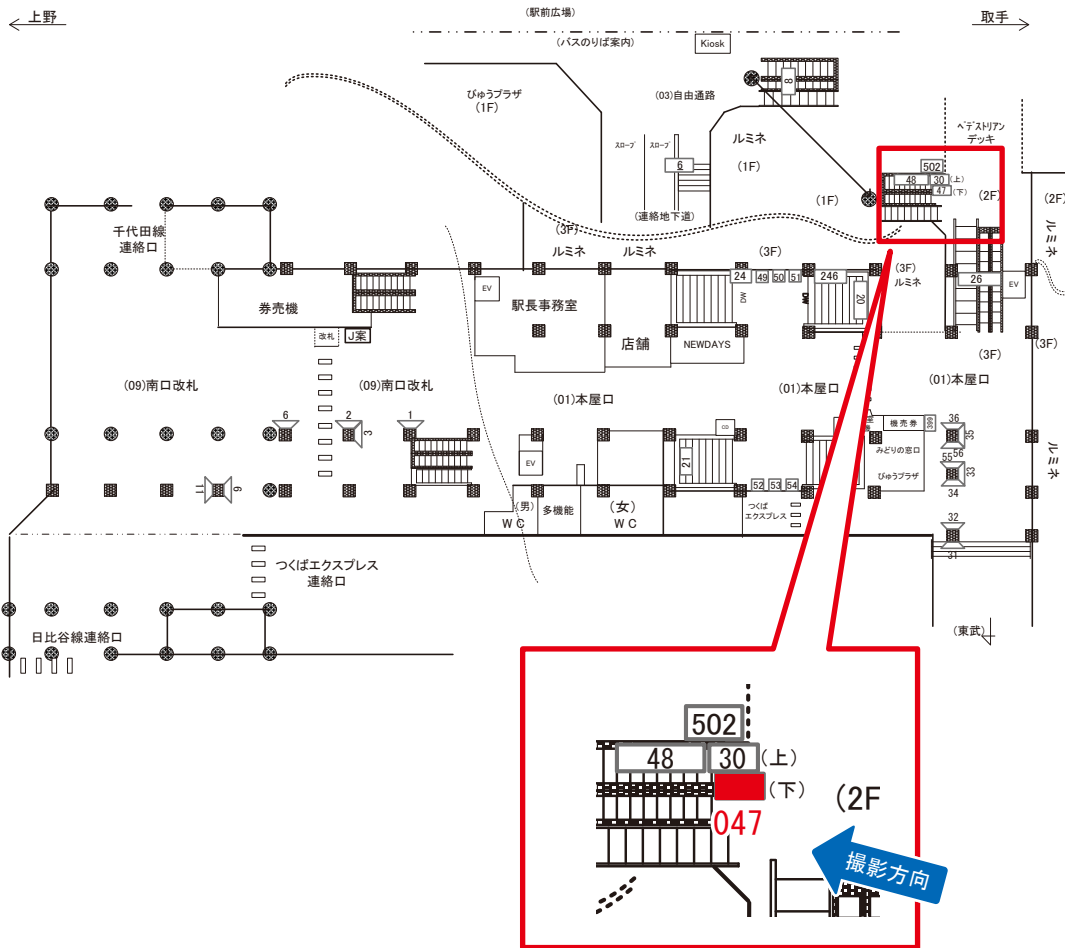 上野
(駅前広場)
取手
(バスのりば案内)
Kiosk
びゅうプラザ
(1F)
(03)自由通路
8
ペデストリアン
デッキ
スロープ
スロープ
6
ルミネ
(1F)
(連絡地下道)
(1F)
502
48
30
(上)
47
(下)
(2F)
(2F)
ルミネ
千代田線
連絡口
(3F)
ルミネ
ルミネ
(3F)
(3F)
ルミネ
24
49
50
51
246
20
26
EV
EV
DW
DW
券売機
改札
J案
駅長事務室
店舗
NEWDAYS
(3F)
(3F)
(09)南口改札
(09)南口改札
(01)本屋口
(01)本屋口
(01)本屋口
6
2
3
1
11
9
EV
CD
21
機売券
399
みどりの窓口
びゅうプラザ
36
35
56
55
33
34
32
31
ルミネ
52
53
54
つくば
エクスプレス
(男)
WC
多機能
(女)
WC
つくばエクスプレス
連絡口
日比谷線連絡口
(東武)
502
48
30
(上)
(下)
(2F
047
撮影方向